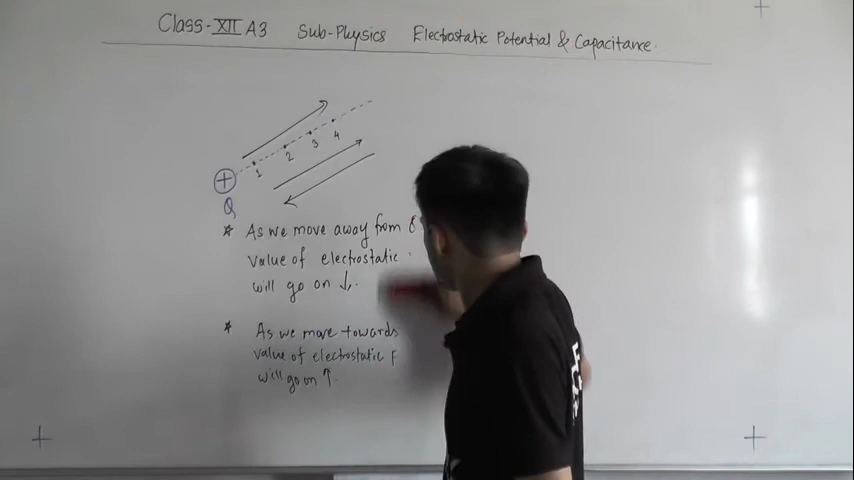 Class-XII A3 Sub-Physics Electrostatic Potential & Capacitance.
+
1 2 3 4
+
Q
* As we move away from
value of electrostatic
will go on ↓.
* As we move towards
value of electrostatic
will go on ↑.
+ +